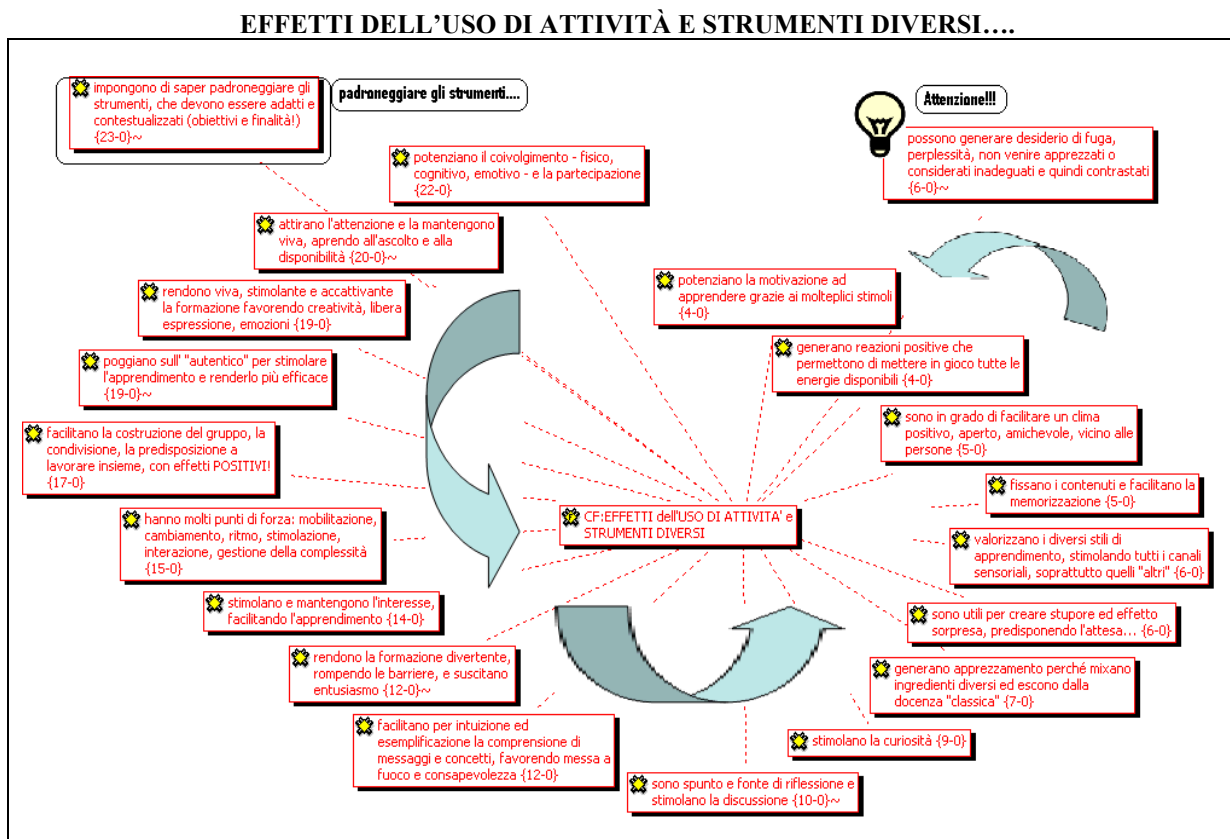 EFFETTI DELL'USO DI ATTIVITÀ E STRUMENTI DIVERSI….
impongono di saper padroneggiare gli
strumenti, che devono essere adatti e
contestualizzati (obiettivi e finalità!)
{23-0}~
padroneggiare gli strumenti....
Attenzione!!!
possono generare desiderio di fuga,
perplessità, non venire apprezzati o
considerati inadeguati e quindi contrastati
{6-0}~
potenziano il coivolgimento - fisico,
cognitivo, emotivo - e la partecipazione
{22-0}
attirano l'attenzione e la mantengono
viva, aprendo all'ascolto e alla
disponibilità {20-0}~
potenziano la motivazione ad
apprendere grazie ai molteplici stimoli
{4-0}
rendono viva, stimolante e accattivante
la formazione favorendo creatività, libera
espressione, emozioni {19-0}
generano reazioni positive che
permettono di mettere in gioco tutte le
energie disponibili {4-0}
poggiano sull' "autentico" per stimolare
l'apprendimento e renderlo più efficace
{19-0}~
sono in grado di facilitare un clima
positivo, aperto, amichevole, vicino alle
persone {5-0}
facilitano la costruzione del gruppo, la
condivisione, la predisposizione a
lavorare insieme, con effetti POSITIVI!
{17-0}
fissano i contenuti e facilitano la
memorizzazione {5-0}
CF:EFFETTI dell'USO DI ATTIVITA' e
STRUMENTI DIVERSI
hanno molti punti di forza: mobilitazione,
cambiamento, ritmo, stimolazione,
interazione, gestione della complessità
{15-0}
valorizzano i diversi stili di
apprendimento, stimolando tutti i canali
sensoriali, soprattutto quelli "altri" {6-0}
stimolano e mantengono l'interesse,
facilitando l'apprendimento {14-0}
sono utili per creare stupore ed effetto
sorpresa, predisponendo l'attesa... {6-0}
rendono la formazione divertente,
rompendo le barriere, e suscitano
entusiasmo {12-0}~
generano apprezzamento perché mixano
ingredienti diversi ed escono dalla
docenza "classica" {7-0}
facilitano per intuizione ed
esemplificazione la comprensione di
messaggi e concetti, favorendo messa a
fuoco e consapevolezza {12-0}
stimolano la curiosità {9-0}
sono spunto e fonte di riflessione e
stimolano la discussione {10-0}~